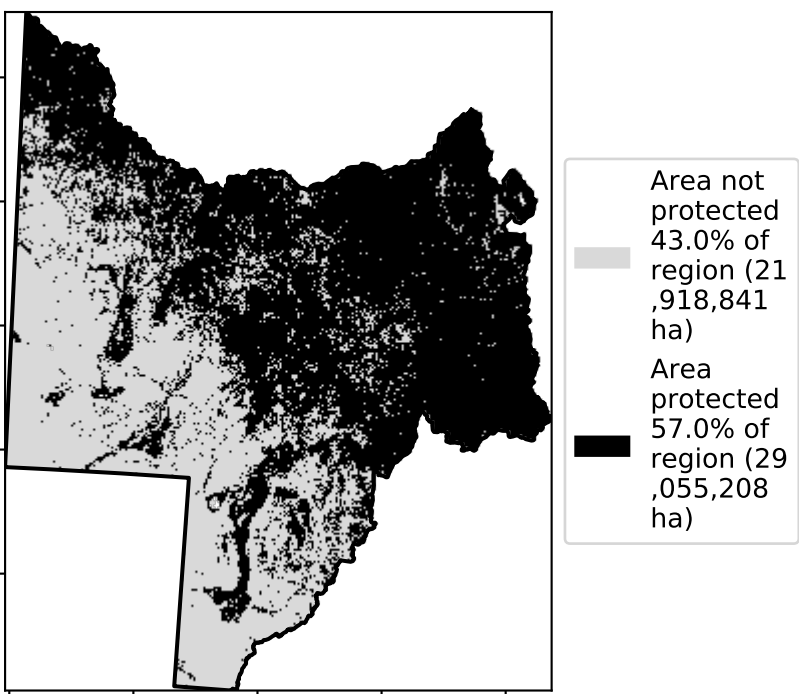 Area not
protected
43.0% of
region (21
,918,841
ha)
Area
protected
57.0% of
region (29
,055,208
ha)